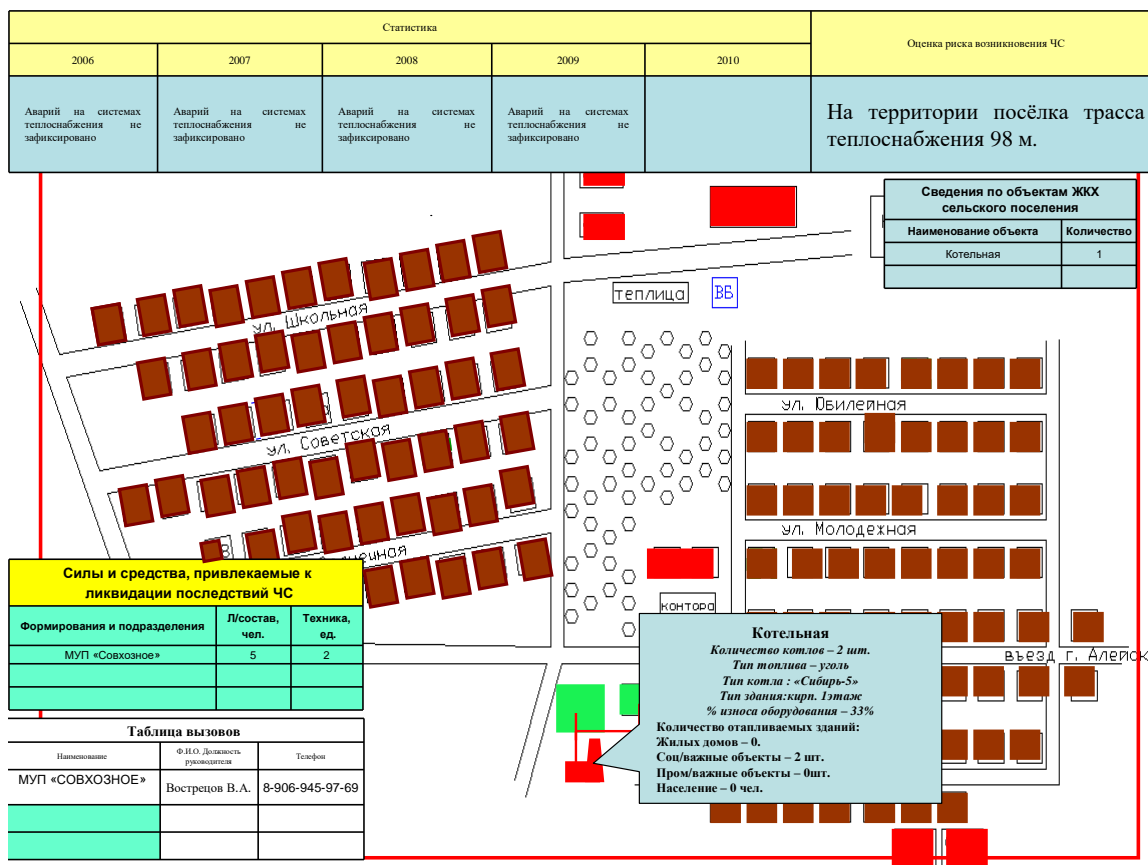 Статистика
Оценка риска возникновения ЧС
2006
2007
2008
2009
2010
Аварий на системах
теплоснабжения не
зафиксировано
Аварий на системах
теплоснабжения не
зафиксировано
Аварий на системах
теплоснабжения не
зафиксировано
Аварий на системах
теплоснабжения не
зафиксировано
На территории посёлка трасса
теплоснабжения 98 м.
Сведения по объектам ЖКХ
сельского поселения
Наименование объекта
Количество
Котельная
1
теплица
ВБ
ул. Школьная
ул. Советская
ул. Юбилейная
ул. Молодежная
контора
въезд г. Алейск
Силы и средства, привлекаемые к
ликвидации последствий ЧС
Формирования и подразделения
Л/состав,
чел.
Техника,
ед.
МУП «Совхозное»
5
2
Котельная
Количество котлов – 2 шт.
Тип топлива – уголь
Тип котла : «Сибирь-5»
Тип здания:кирп. 1этаж
% износа оборудования – 33%
Количество отапливаемых зданий:
Жилых домов – 0.
Соц/важные объекты – 2 шт.
Пром/важные объекты – 0шт.
Население – 0 чел.
Таблица вызовов
Наименование
Ф.И.О. Должность
руководителя
Телефон
МУП «СОВХОЗНОЕ»
Вострецов В.А.
8-906-945-97-69